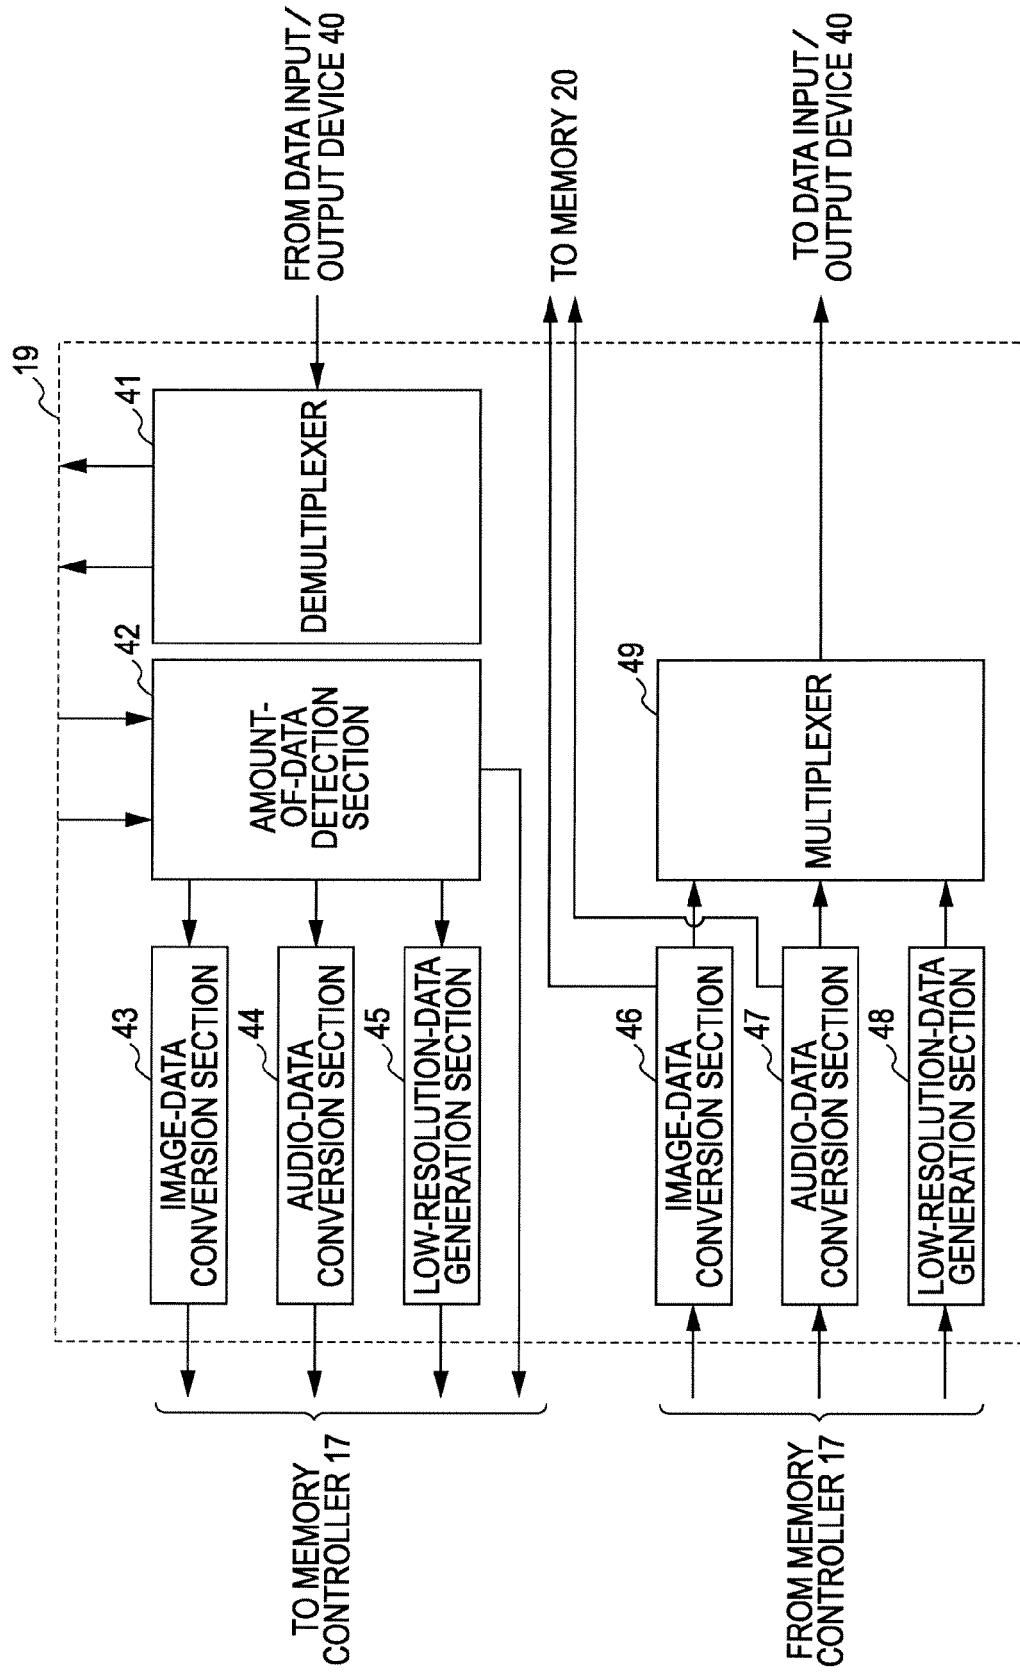 19
41
DEMULTIPLEXER
FROM DATA INPUT/
OUTPUT DEVICE 40
42
AMOUNT-
OF-DATA
DETECTION
SECTION
43
IMAGE-DATA
CONVERSION SECTION
44
AUDIO-DATA
CONVERSION SECTION
45
LOW-RESOLUTION-DATA
GENERATION SECTION
TO MEMORY
CONTROLLER 17
TO MEMORY 20
46
IMAGE-DATA
CONVERSION SECTION
47
AUDIO-DATA
CONVERSION SECTION
48
LOW-RESOLUTION-DATA
GENERATION SECTION
49
MULTIPLEXER
FROM MEMORY
CONTROLLER 17
TO DATA INPUT/
OUTPUT DEVICE 40